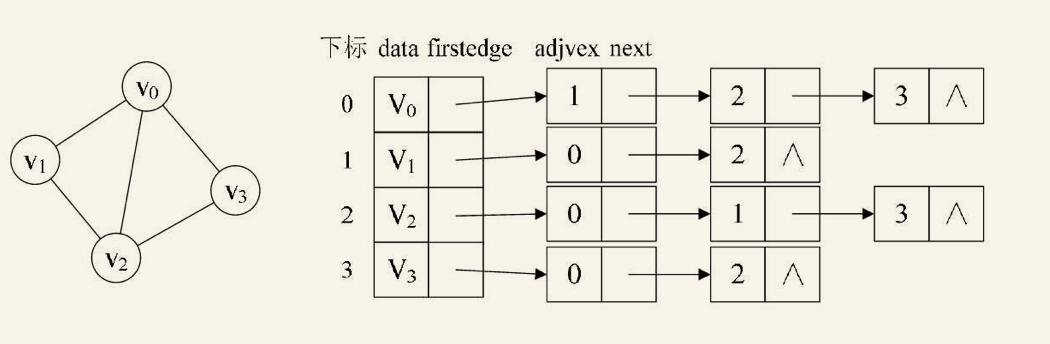 下标 data firstedge adjvex next
0 V₀ 1 2 3 ∧
1 V₁ 0 2 ∧
2 V₂ 0 1 3 ∧
3 V₃ 0 2 ∧
v₀
v₁
v₃
v₂